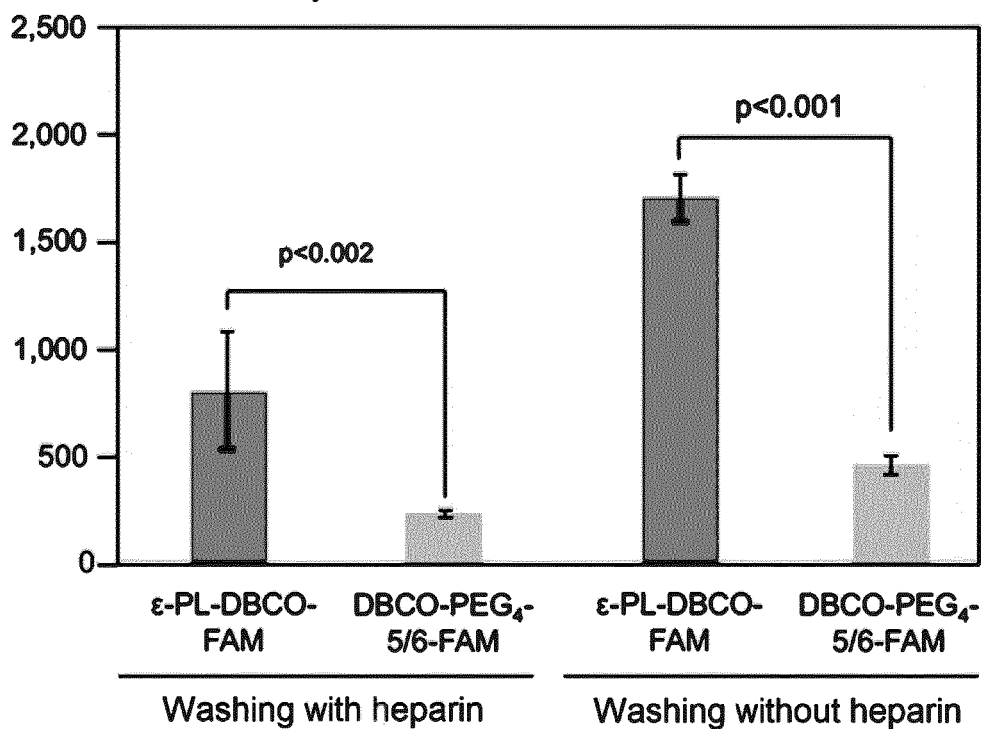 2,500
2,000
1,500
1,000
500
0
p<0.002
p<0.001
ε-PL-DBCO-
FAM
DBCO-PEG₄-
5/6-FAM
ε-PL-DBCO-
FAM
DBCO-PEG₄-
5/6-FAM
Washing with heparin
Washing without heparin